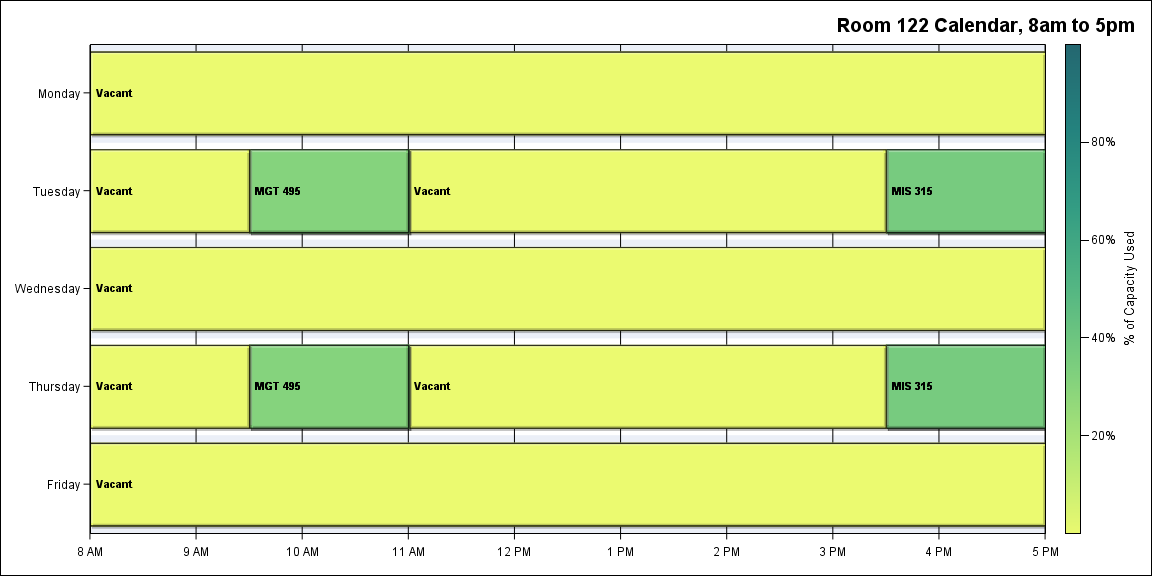 Room 122 Calendar, 8am to 5pm
Monday
Vacant
Tuesday
Vacant
MGT 495
Vacant
MIS 315
Wednesday
Vacant
Thursday
Vacant
MGT 495
Vacant
MIS 315
Friday
Vacant
8 AM
9 AM
10 AM
11 AM
12 PM
1 PM
2 PM
3 PM
4 PM
5 PM
80%
60%
40%
20%
% of Capacity Used